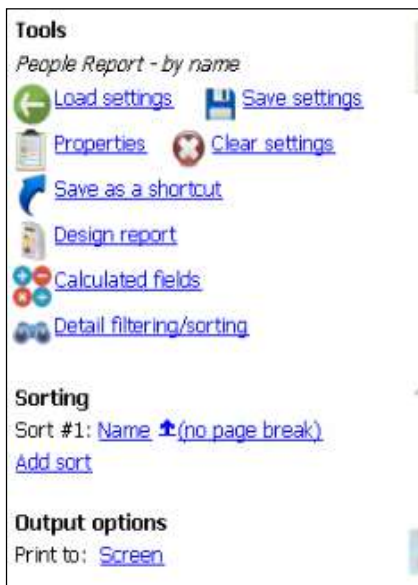 Tools
People Report - by name
Load settings Save settings
Properties Clear settings
Save as a shortcut
Design report
Calculated fields
Detail filtering/sorting
Sorting
Sort #1: Name (no page break)
Add sort
Output options
Print to: Screen